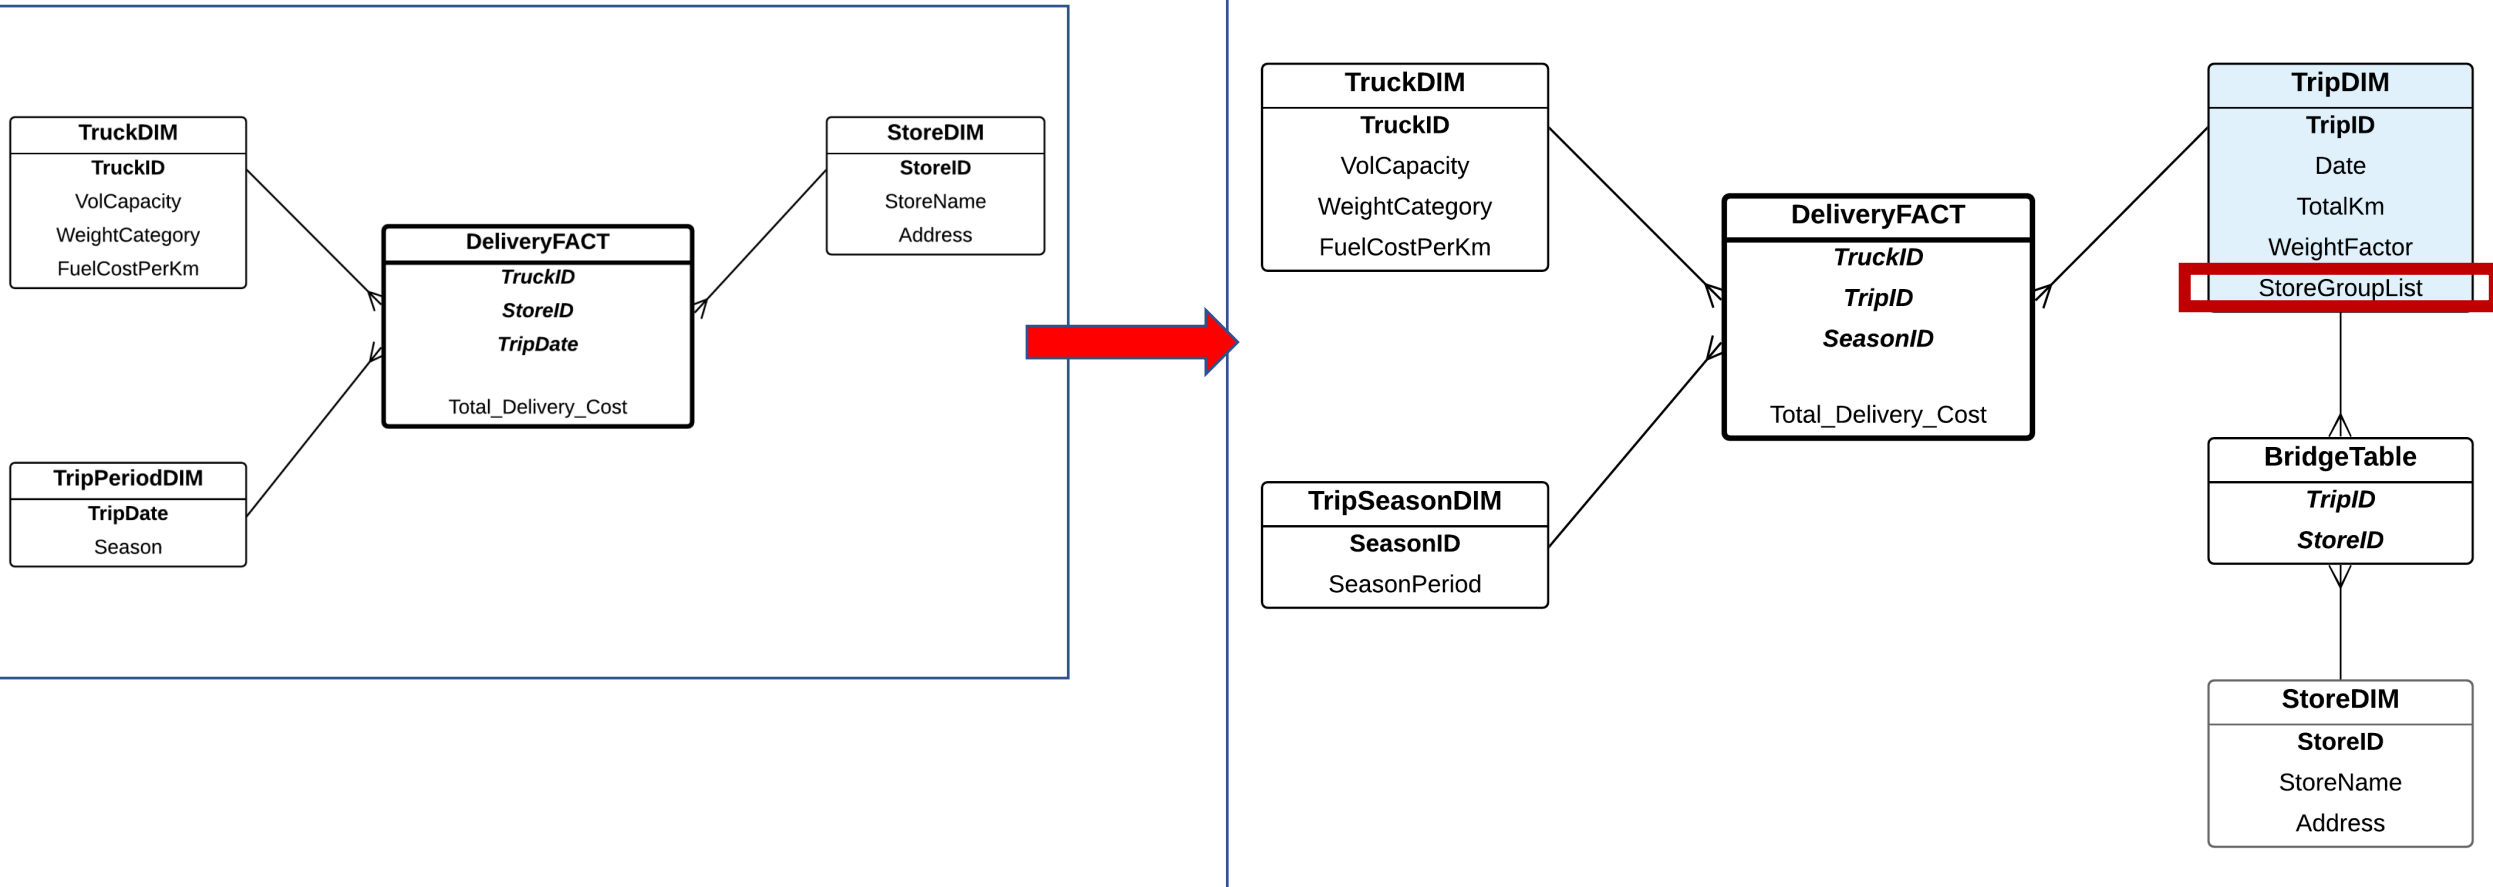 TruckDIM
TruckID
VolCapacity
WeightCategory
FuelCostPerKm
StoreDIM
StoreID
StoreName
Address
DeliveryFACT
TruckID
StoreID
TripDate
Total_Delivery_Cost
TripPeriodDIM
TripDate
Season
TruckDIM
TruckID
VolCapacity
WeightCategory
FuelCostPerKm
TripDIM
TripID
Date
TotalKm
WeightFactor
StoreGroupList
DeliveryFACT
TruckID
TripID
SeasonID
Total_Delivery_Cost
TripSeasonDIM
SeasonID
SeasonPeriod
BridgeTable
TripID
StoreID
StoreDIM
StoreID
StoreName
Address